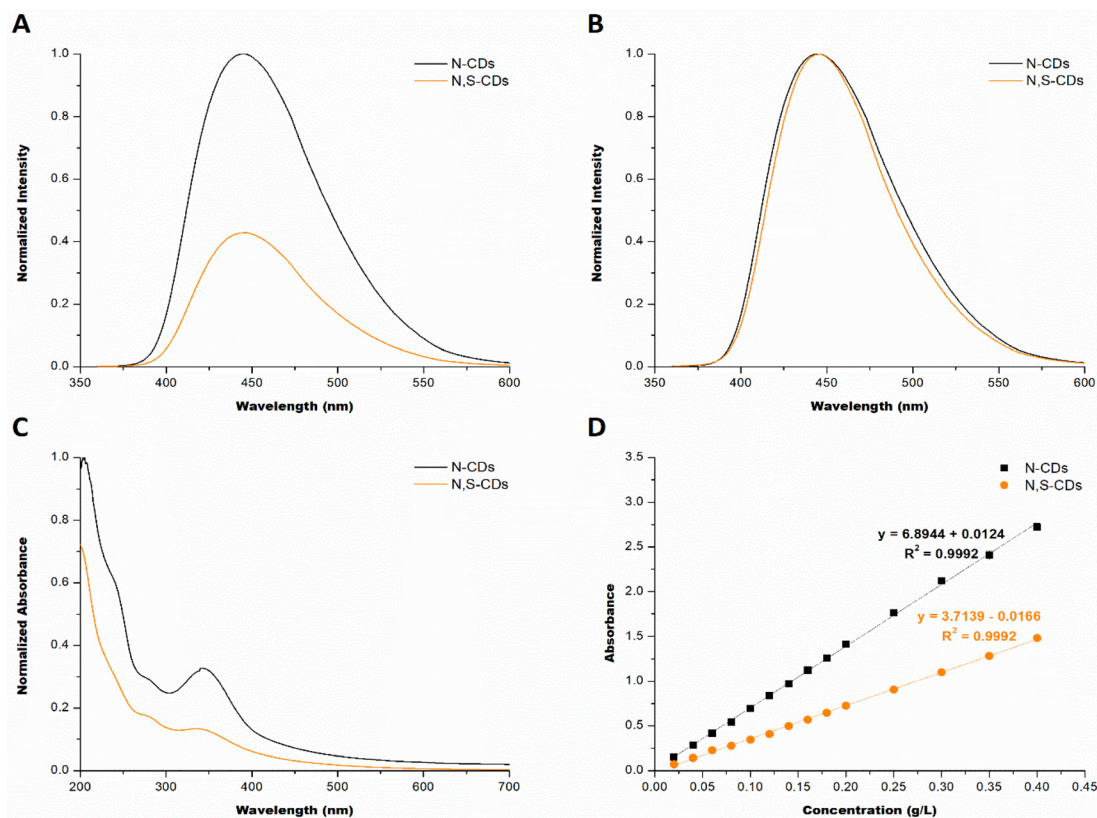 A
N-CDs
N,S-CDs
Normalized Intensity
1.0
0.8
0.6
0.4
0.2
0.0
350 400 450 500 550 600
Wavelength (nm)
B
N-CDs
N,S-CDs
Normalized Intensity
1.0
0.8
0.6
0.4
0.2
0.0
350 400 450 500 550 600
Wavelength (nm)
C
N-CDs
N,S-CDs
Normalized Absorbance
1.0
0.8
0.6
0.4
0.2
0.0
200 250 300 350 400 450 500 550 600 650 700
Wavelength (nm)
D
N-CDs
N,S-CDs
Absorbance
3.5
3.0
2.5
2.0
1.5
1.0
0.5
0.0
y = 6.8944 + 0.0124
R² = 0.9992
y = 3.7139 - 0.0166
R² = 0.9992
0.00 0.05 0.10 0.15 0.20 0.25 0.30 0.35 0.40 0.45
Concentration (g/L)